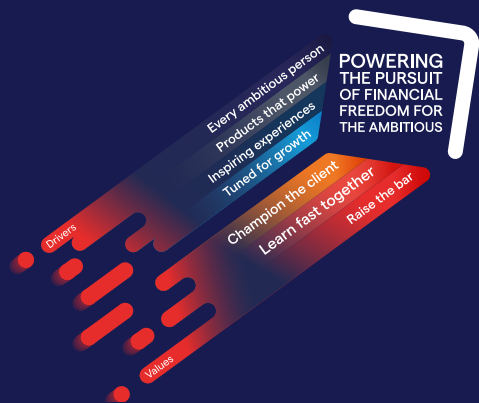 POWERING
THE PURSUIT
OF FINANCIAL
FREEDOM FOR
THE AMBITIOUS
Drivers
Every ambitious person
Products that power
Inspiring experiences
Tuned for growth
Values
Champion the client
Learn fast together
Raise the bar